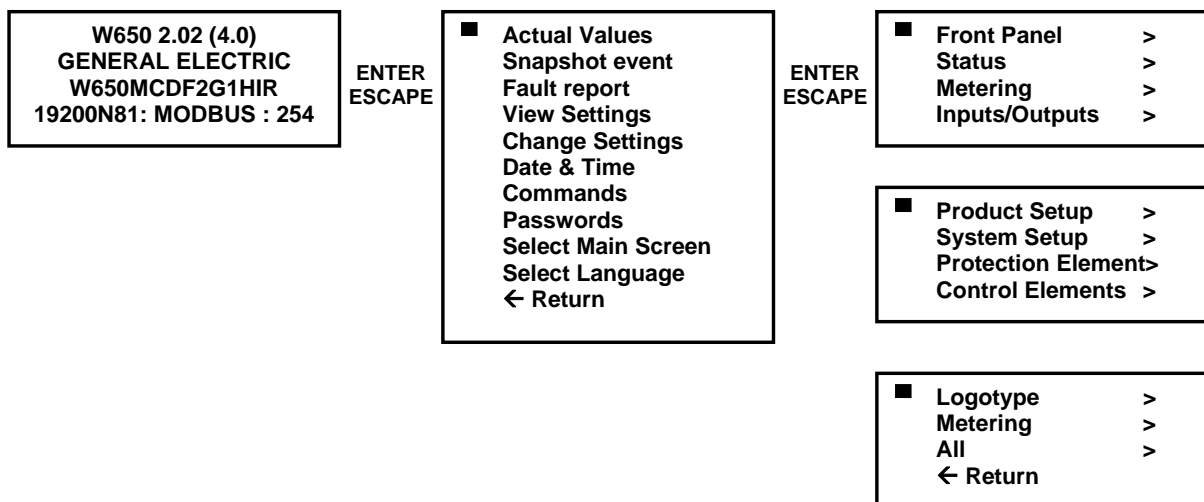 W650 2.02 (4.0)
GENERAL ELECTRIC
W650MCDF2G1HIR
19200N81: MODBUS : 254
ENTER
ESCAPE
■ Actual Values
Snapshot event
Fault report
View Settings
Change Settings
Date & Time
Commands
Passwords
Select Main Screen
Select Language
← Return
ENTER
ESCAPE
■ Front Panel >
Status >
Metering >
Inputs/Outputs >
■ Product Setup >
System Setup >
Protection Element>
Control Elements >
■ Logotype >
Metering >
All >
← Return